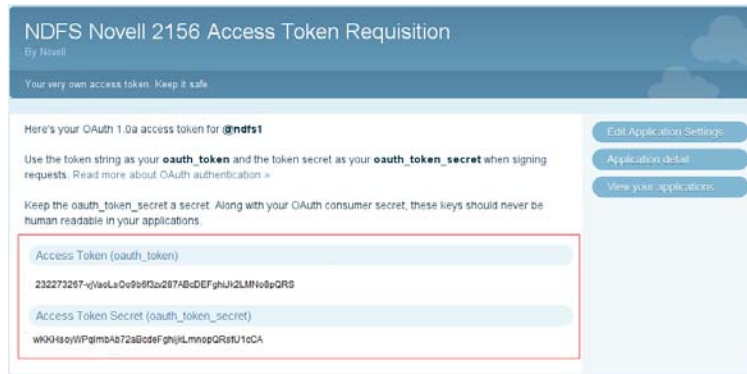 NDFS Novell 2156 Access Token Requisition
By Novell
Your very own access token. Keep it safe.
Here's your OAuth 1.0a access token for @ndfs1
Use the token string as your oauth_token and the token secret as your oauth_token_secret when signing
requests. Read more about OAuth authentication »
Keep the oauth_token_secret a secret. Along with your OAuth consumer secret, these keys should never be
human readable in your applications.
Access Token (oauth_token)
232273267-vjVaoLsOo9b6f3zv287ABcDEFghiJk2LMNo8pQRS
Access Token Secret (oauth_token_secret)
wKKHsoyWPqImbAb72aBcdeFghijkLmnopQRstU1cCA
Edit Application Settings
Application detail
View your applications